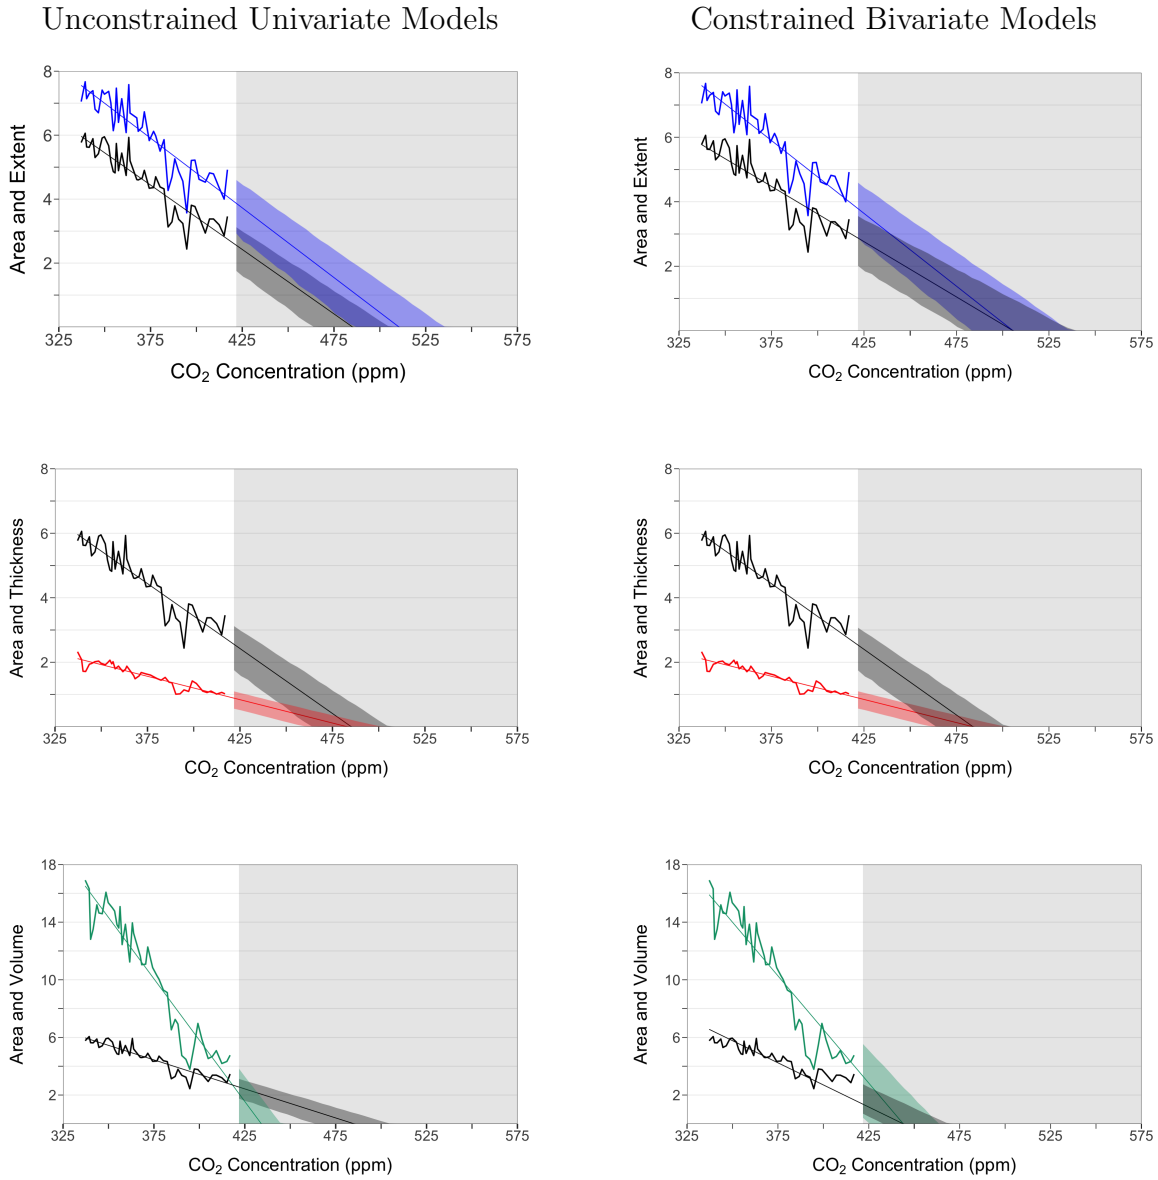 Unconstrained Univariate Models
Constrained Bivariate Models
8
6
4
2
Area and Extent
325 375 425 475 525 575
CO₂ Concentration (ppm)
8
6
4
2
Area and Extent
325 375 425 475 525 575
CO₂ Concentration (ppm)
8
6
4
2
Area and Thickness
325 375 425 475 525 575
CO₂ Concentration (ppm)
8
6
4
2
Area and Thickness
325 375 425 475 525 575
CO₂ Concentration (ppm)
18
14
10
6
2
Area and Volume
325 375 425 475 525 575
CO₂ Concentration (ppm)
18
14
10
6
2
Area and Volume
325 375 425 475 525 575
CO₂ Concentration (ppm)